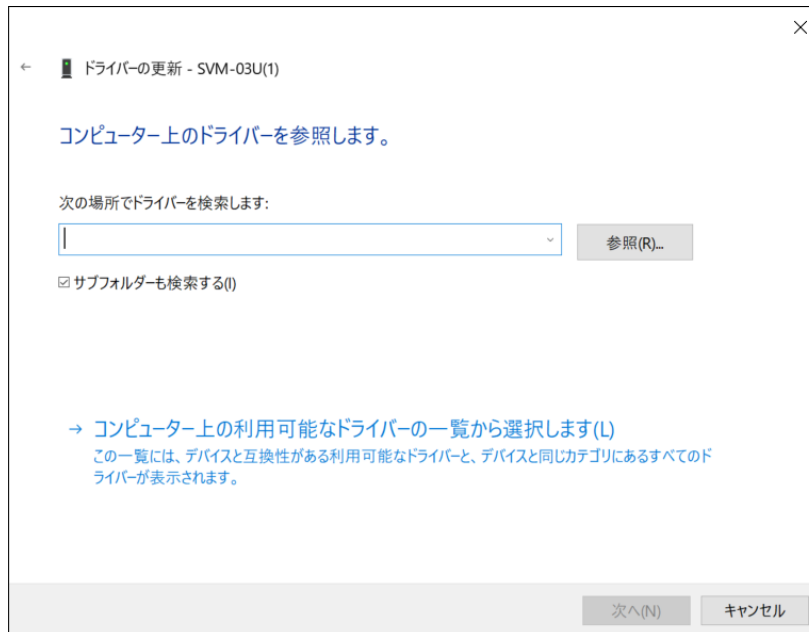 ドライバーの更新 - SVM-03U(1)
コンピューター上のドライバーを参照します。
次の場所でドライバーを検索します:
参照(R)...
サブフォルダーも検索する(I)
コンピューター上の利用可能なドライバーの一覧から選択します(L)
この一覧には、デバイスと互換性がある利用可能なドライバーと、デバイスと同じカテゴリにあるすべてのド
ライバーが表示されます。
次へ(N)
キャンセル